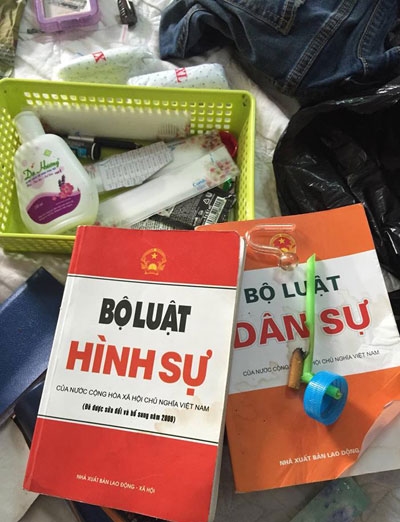 XL
Dạ Hương
BỘ LUẬT
HÌNH SỰ
CỦA NƯỚC CỘNG HÒA XÃ HỘI CHỦ NGHĨA VIỆT NAM
(Đã được sửa đổi và bổ sung năm 2009)
NHÀ XUẤT BẢN LAO ĐỘNG - XÃ HỘI
BỘ LUẬT
DÂN SỰ
CỦA NƯỚC CỘNG HÒA XÃ HỘI CHỦ NGHĨA VIỆT NAM
NHÀ XUẤT BẢN LAO ĐỘNG